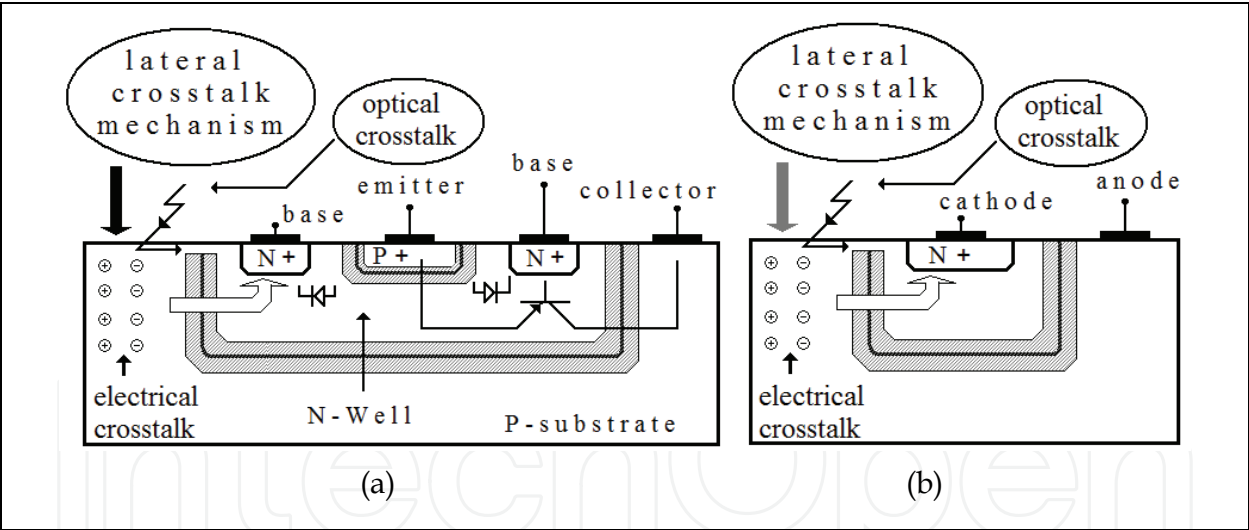 lateral
crosstalk
mechanism
optical
crosstalk
base
emitter
base
collector
N+
P+
N+
electrical
crosstalk
N-Well
P-substrate
(a)
lateral
crosstalk
mechanism
optical
crosstalk
cathode
anode
N+
electrical
crosstalk
(b)
IntechOpen